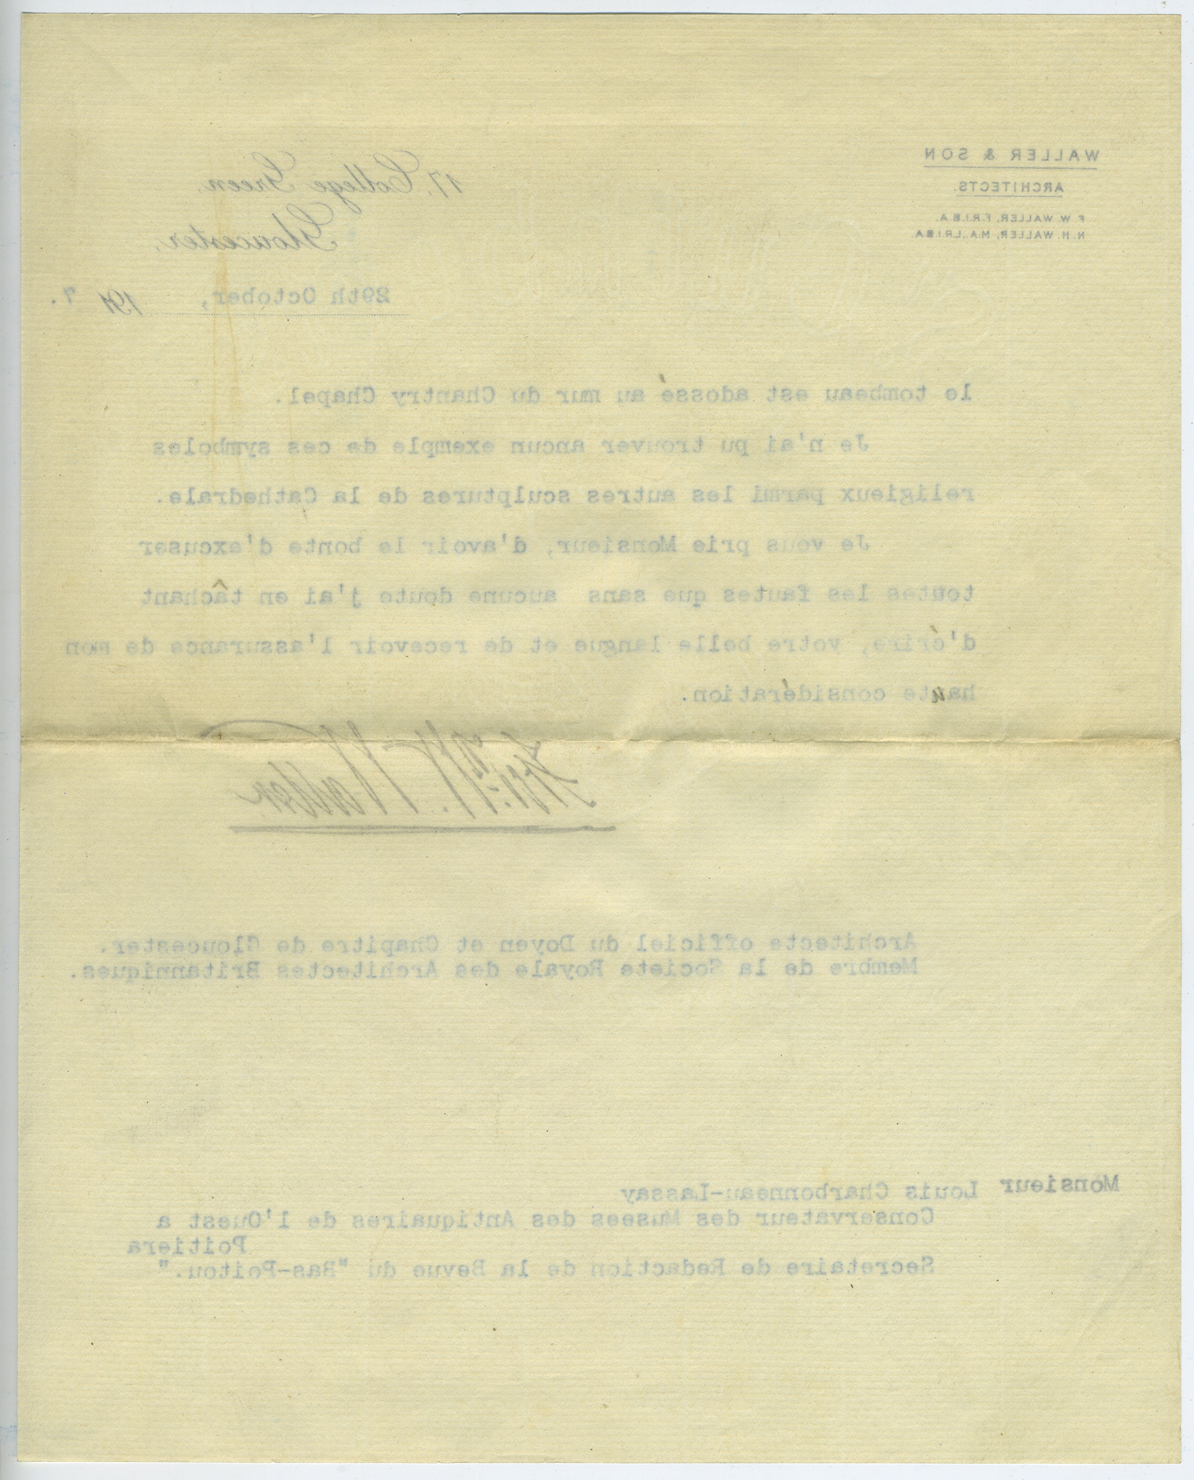 WALLER & SON
ARCHITECTS.
F. W. WALLER, F.R.I.B.A.
N.H. WALLER, M.A., L.R.I.B.A.
17, College Green,
Gloucester,
29th October, 1917.
le tombeau est adossé au mur du Chantry Chapel.
Je n'ai pu trouver aucun exemple de ces symboles
religieux parmi les autres sculptures de la Cathedrale.
Je vous prie Monsieur, d'avoir le bonte d'excuser
toutes les fautes que sans aucune doute j'ai en tâchant
d'écrire, votre belle langue et de recevoir l'assurance de mon
haute considération.
W. Waller
Architecte officiel du Doyen et Chapitre de Gloucester.
Membre de la Societe Royale des Architectes Britanniques.
Monsieur Louis Charbonneau-Lassay
Conservateur des Musees des Antiquaires de l'Ouest a
Poitiera
Secretaire de Redaction de la Revue du "Bas-Poitou."